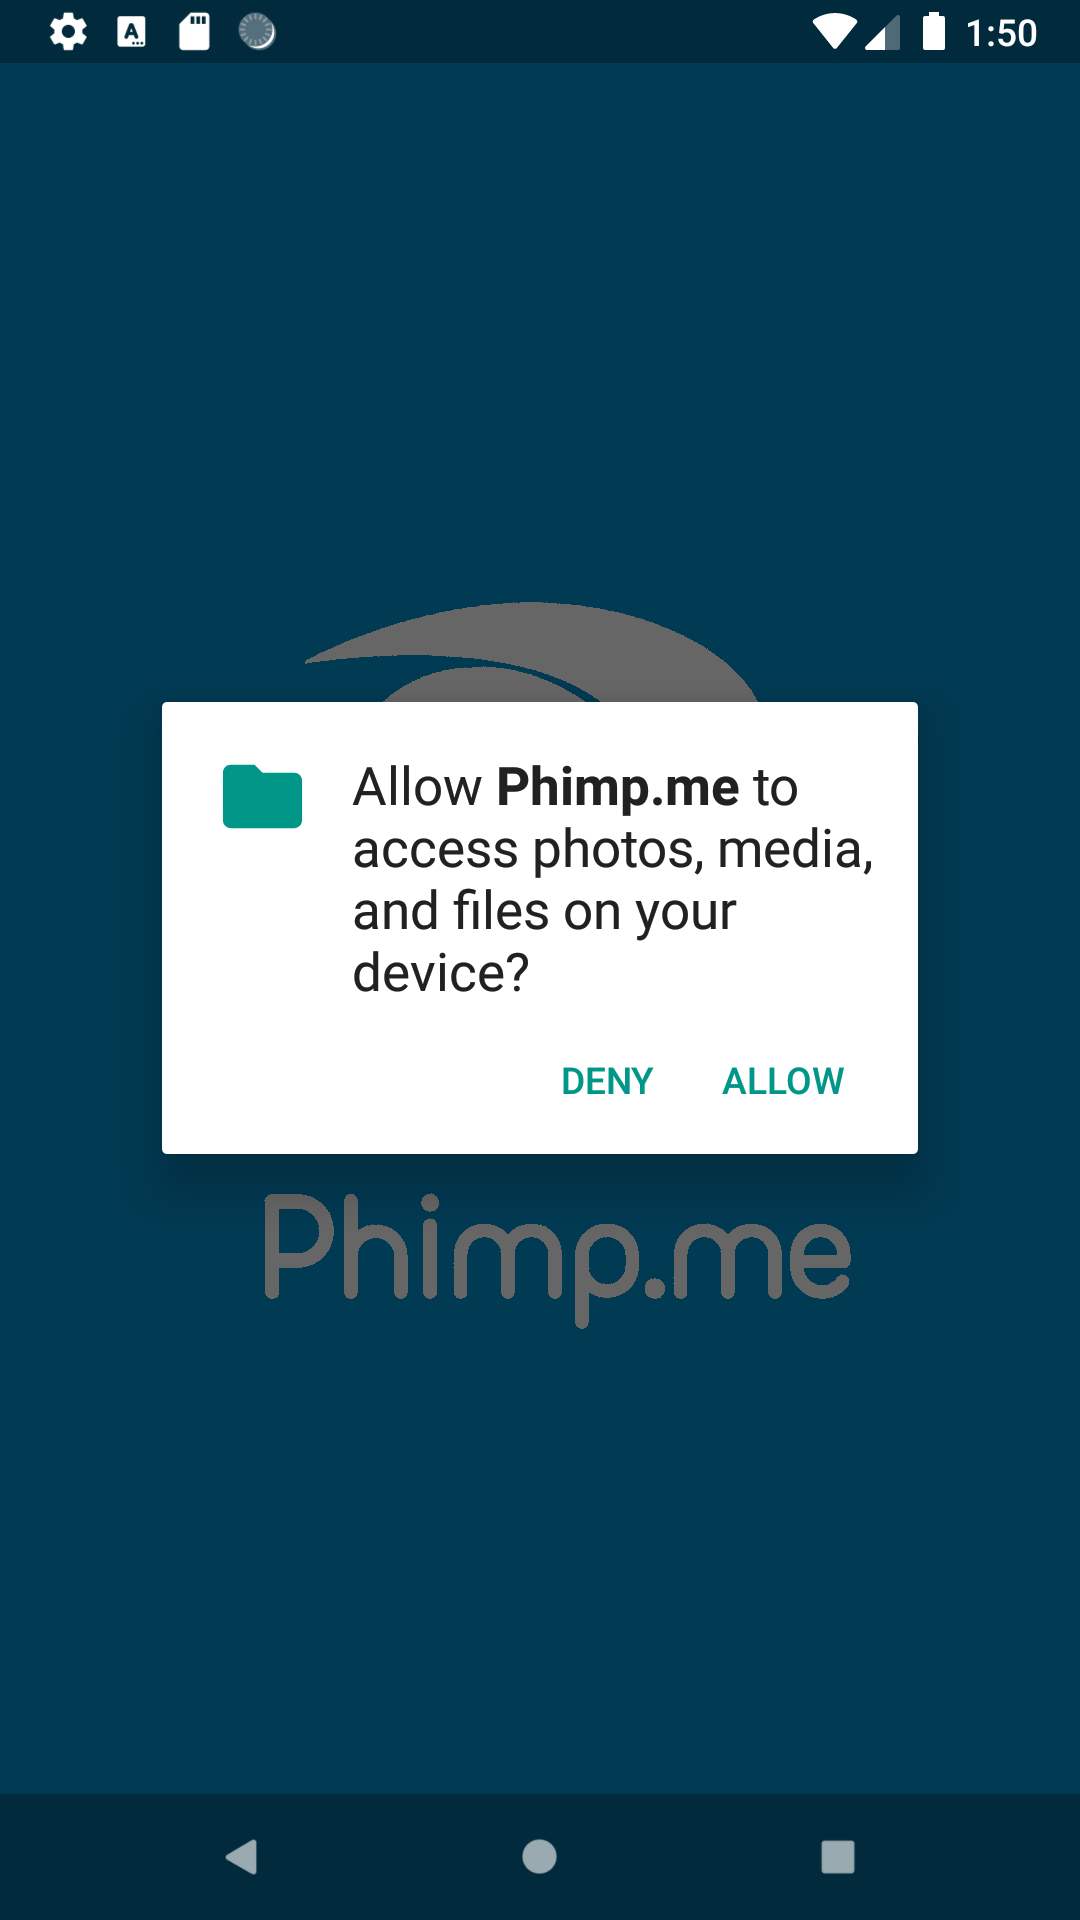 1:50
Allow Phimp.me to
access photos, media,
and files on your
device?
DENY ALLOW
Phimp.me